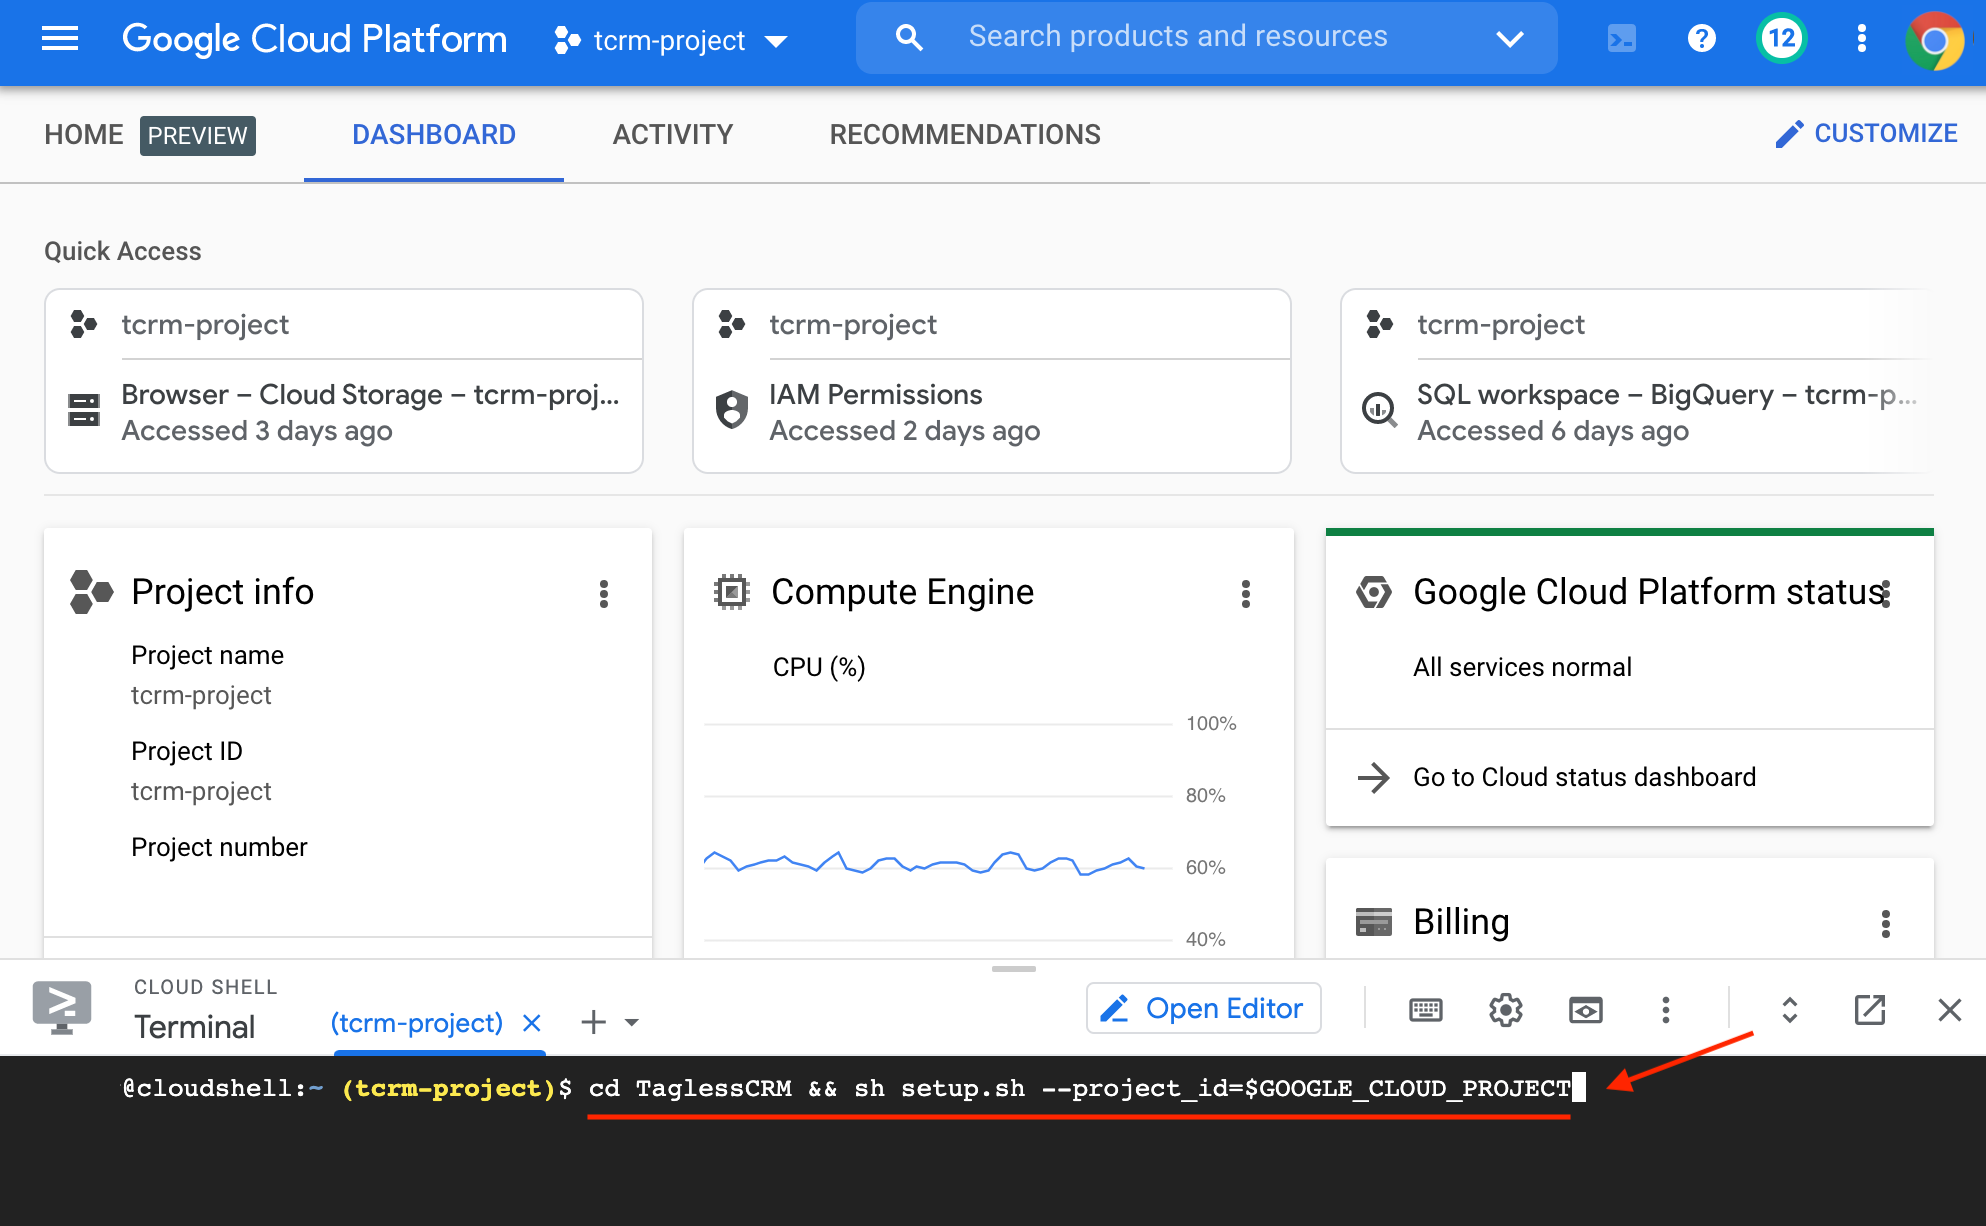 Google Cloud Platform tcrm-project Search products and resources 12
HOME PREVIEW DASHBOARD ACTIVITY RECOMMENDATIONS CUSTOMIZE
Quick Access
tcrm-project
Browser – Cloud Storage – tcrm-proj...
Accessed 3 days ago
tcrm-project
IAM Permissions
Accessed 2 days ago
tcrm-project
SQL workspace – BigQuery – tcrm-p...
Accessed 6 days ago
Project info
Project name
tcrm-project
Project ID
tcrm-project
Project number
Compute Engine
CPU (%)
100%
80%
60%
40%
Google Cloud Platform status
All services normal
Go to Cloud status dashboard
Billing
CLOUD SHELL
Terminal
(tcrm-project)
Open Editor
@cloudshell:~ (tcrm-project)$ cd TaglessCRM && sh setup.sh --project_id=$GOOGLE_CLOUD_PROJECT